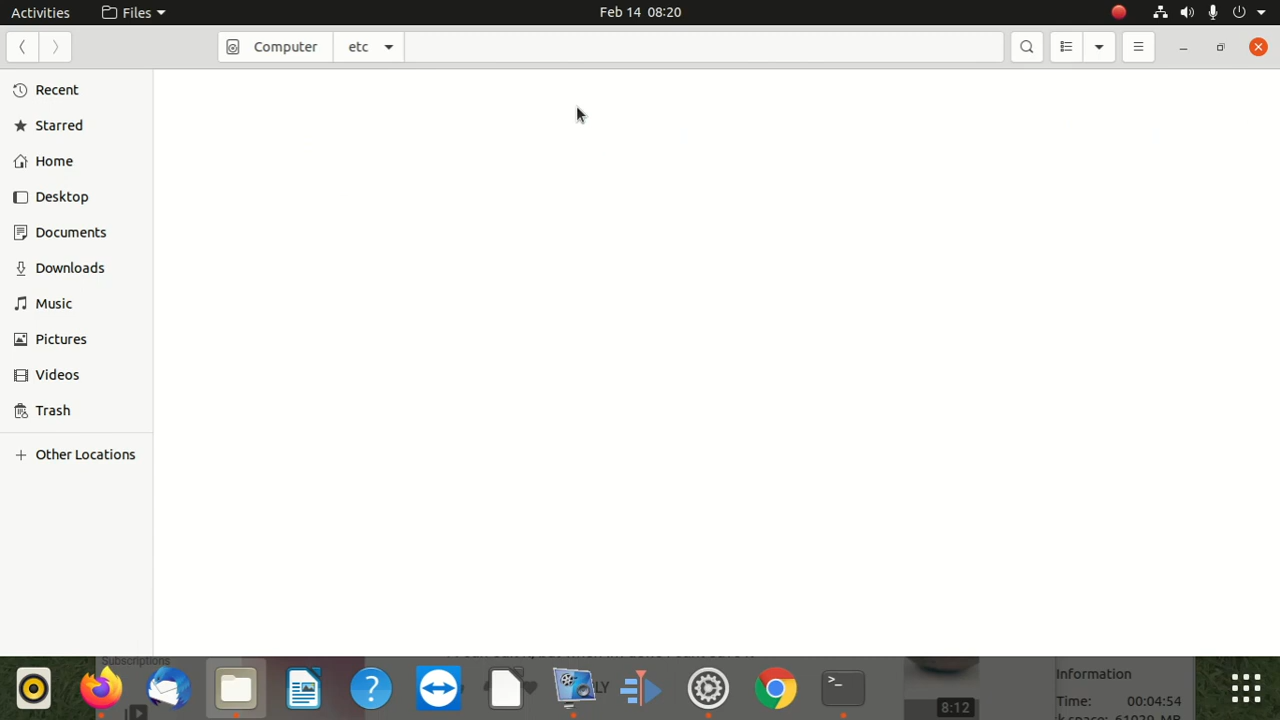 Activities Files Feb 14 08:20
Computer etc
Recent
Starred
Home
Desktop
Documents
Downloads
Music
Pictures
Videos
Trash
Other Locations
Subscriptions
Information
Time: 00:04:54
8:12